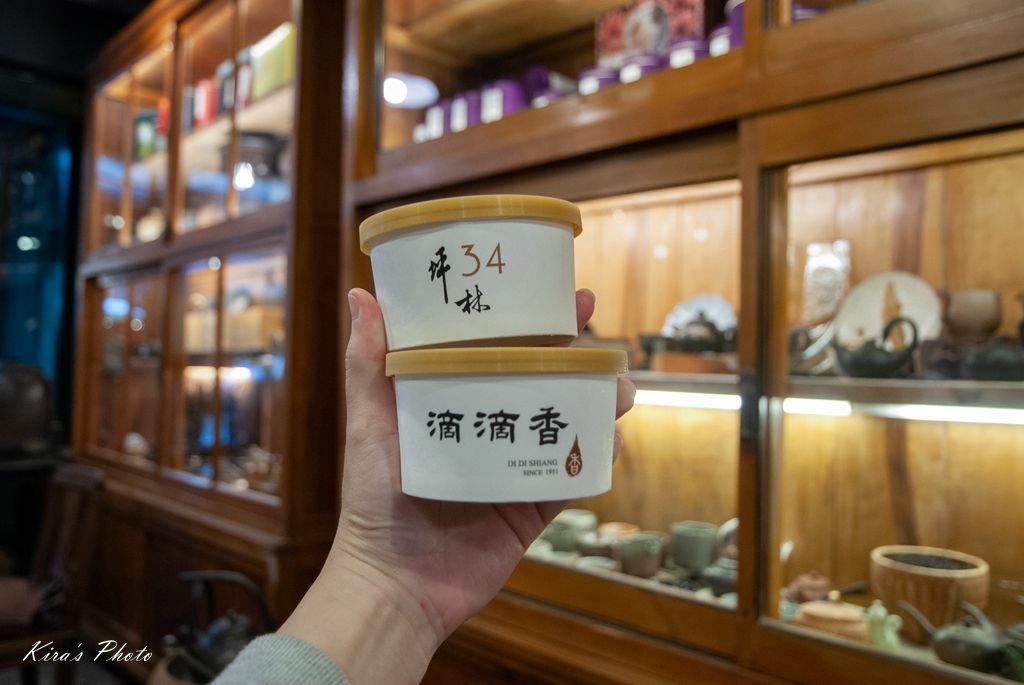 坪 34
林
滴滴香
DI DI SHIANG
SINCE 1951
香
Kira's Photo